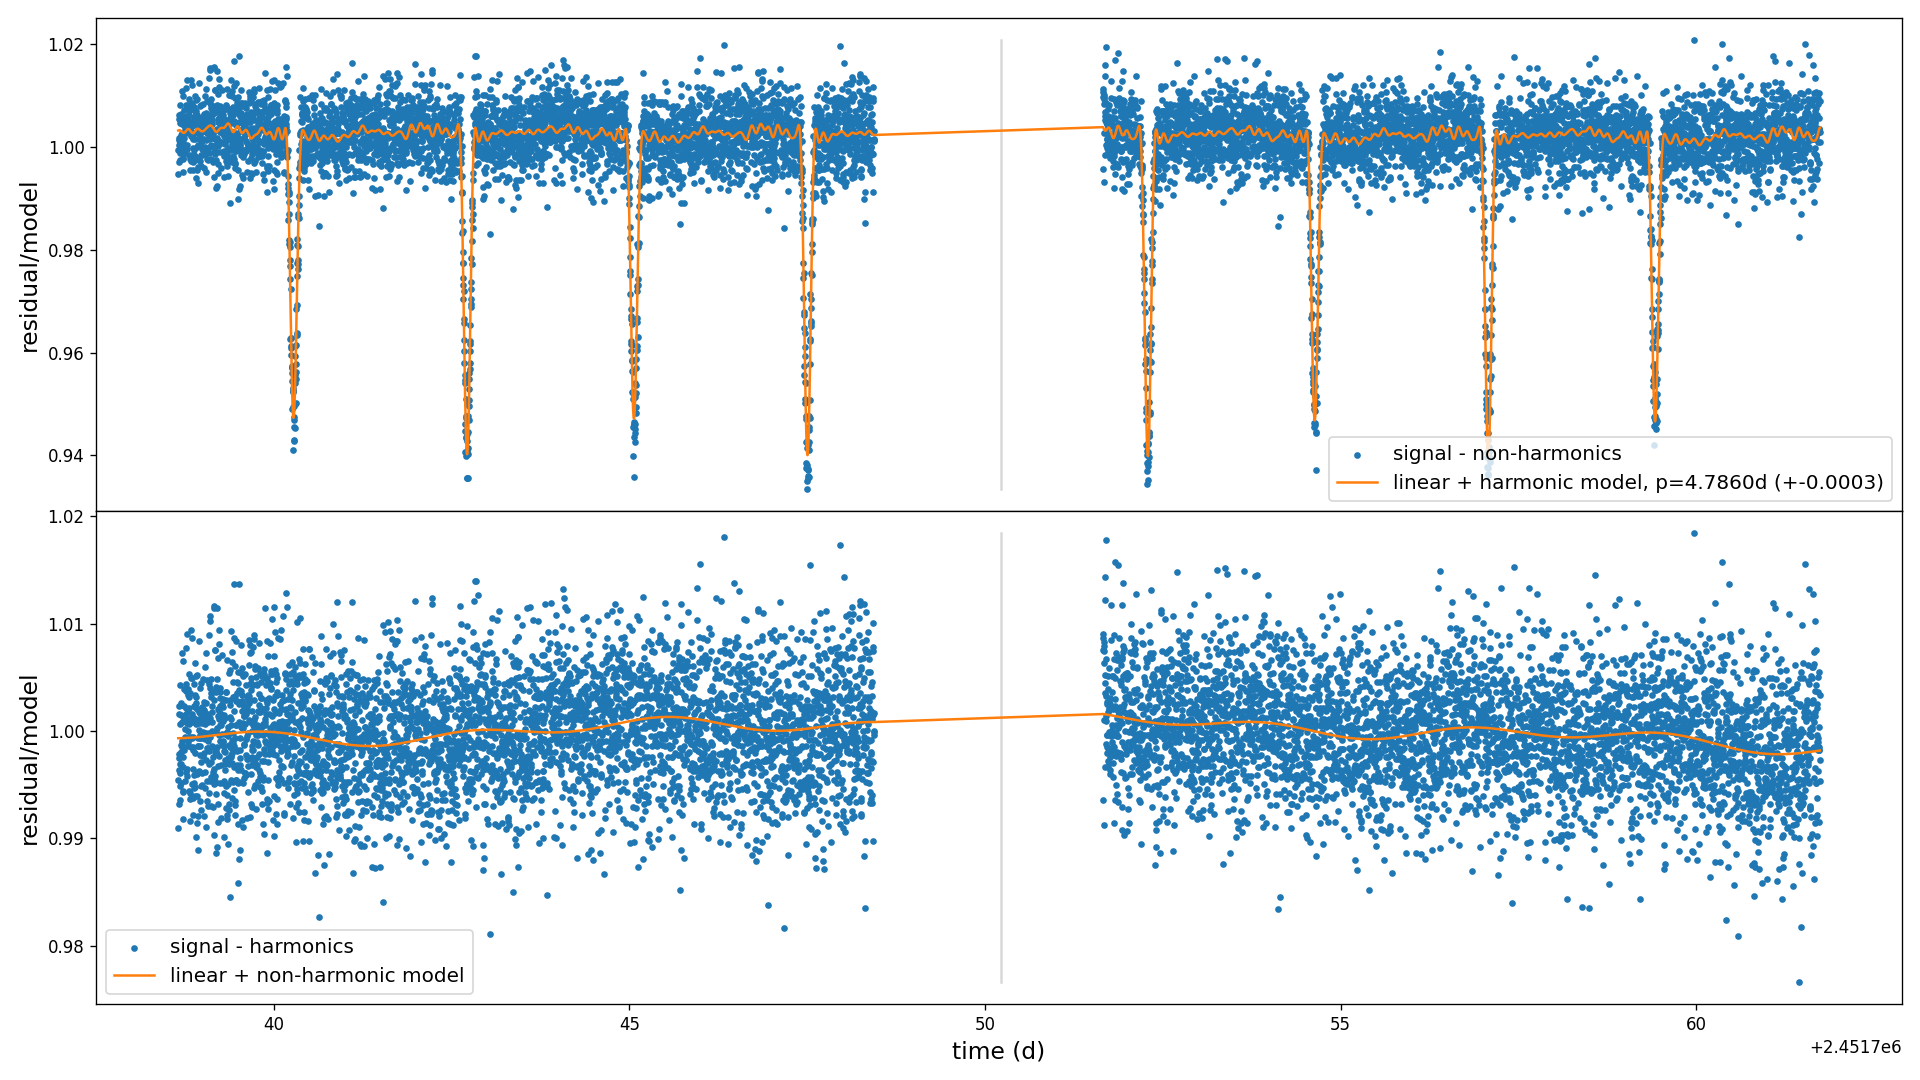 1.02
1.00
0.98
0.96
0.94
residual/model
signal - non-harmonics
linear + harmonic model, p=4.7860d (+-0.0003)
1.02
1.01
1.00
0.99
0.98
residual/model
signal - harmonics
linear + non-harmonic model
40 45 50 55 60
time (d)
+2.4517e6